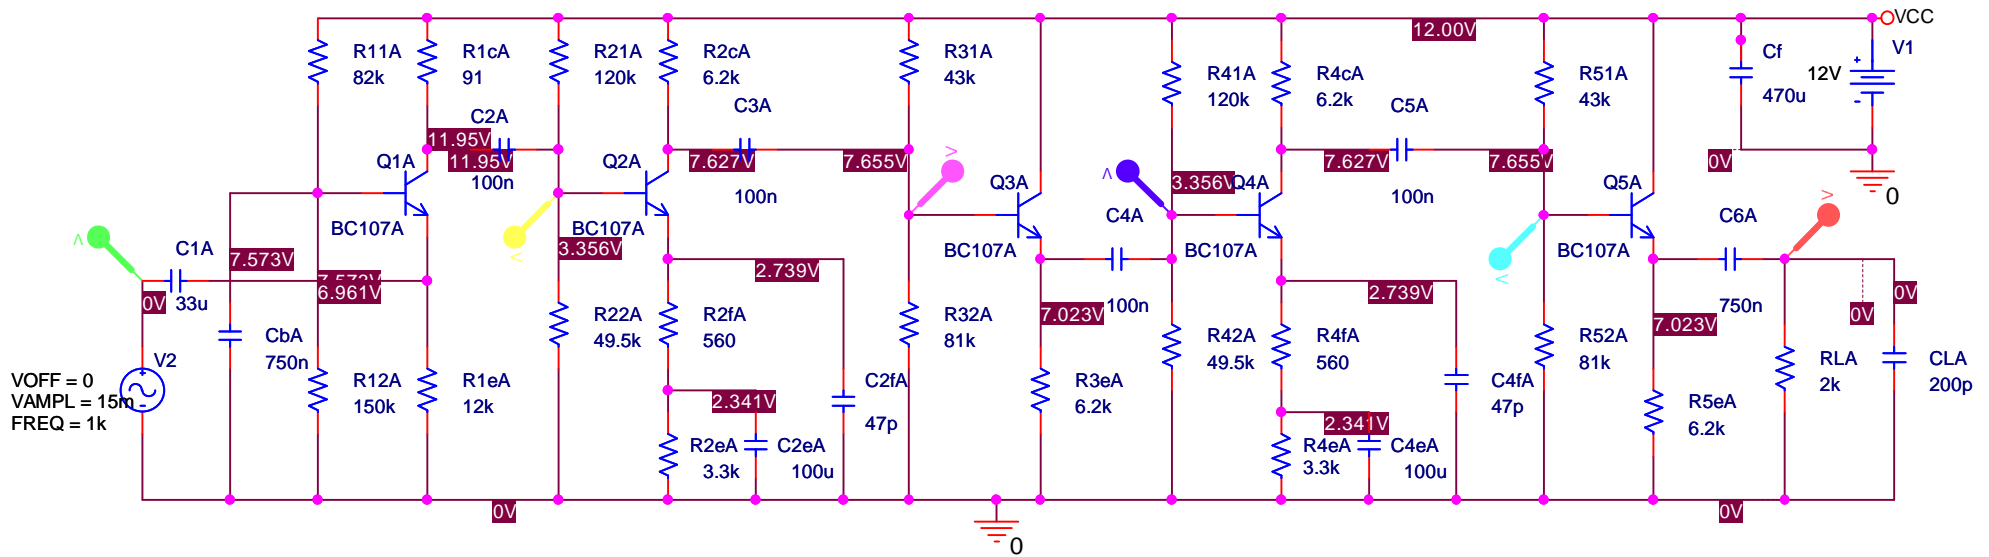 VCC
12.00V
R11A
82k
R1cA
91
R21A
120k
R2cA
6.2k
R31A
43k
R41A
120k
R4cA
6.2k
R51A
43k
Cf
470u
V1
12V
C2A
100n
11.95V
11.95V
C3A
100n
7.627V
7.655V
C5A
100n
7.627V
7.655V
0V
0
Q1A
BC107A
Q2A
BC107A
Q3A
BC107A
3.356V
Q4A
BC107A
Q5A
BC107A
C1A
33u
7.573V
7.573V
6.961V
3.356V
2.739V
C4A
100n
7.023V
2.739V
C6A
750n
7.023V
0V
0V
0V
CbA
750n
V2
VOFF = 0
VAMPL = 15m
FREQ = 1k
R12A
150k
R1eA
12k
R22A
49.5k
R2fA
560
2.341V
C2fA
47p
R2eA
3.3k
C2eA
100u
R32A
81k
R3eA
6.2k
R42A
49.5k
R4fA
560
2.341V
C4fA
47p
R4eA
3.3k
C4eA
100u
R52A
81k
R5eA
6.2k
RLA
2k
CLA
200p
0V
0V
0